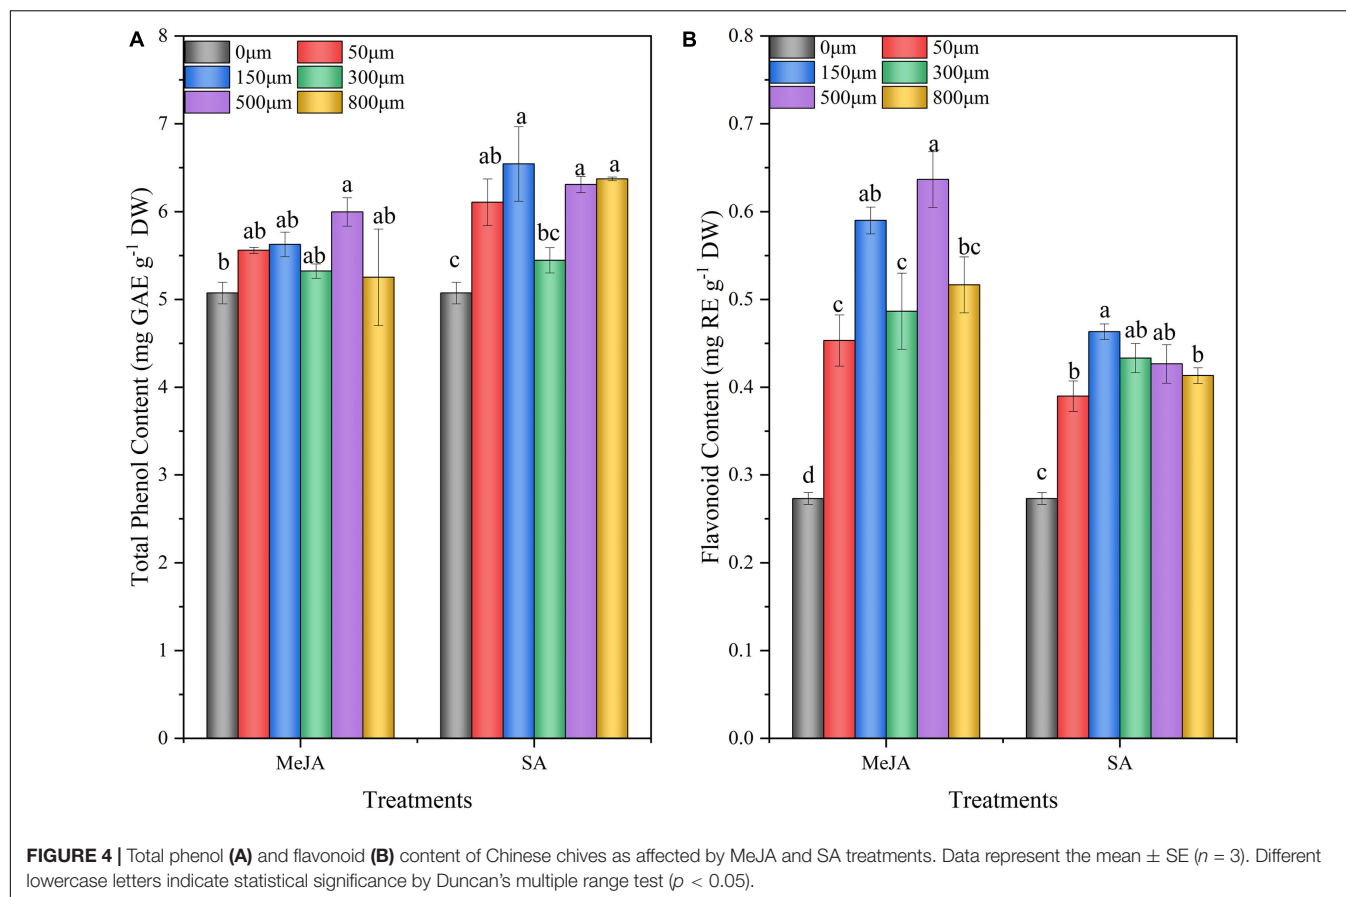 A
0μm 50μm
150μm 300μm
500μm 800μm
Total Phenol Content (mg GAE g-1 DW)
8
7
6
5
4
3
2
1
0
b ab ab ab a ab
c ab a bc a a
MeJA SA
Treatments
B
0μm 50μm
150μm 300μm
500μm 800μm
Flavonoid Content (mg RE g-1 DW)
0.8
0.7
0.6
0.5
0.4
0.3
0.2
0.1
0.0
d c ab c a bc
c b a ab ab b
MeJA SA
Treatments
FIGURE 4 | Total phenol (A) and flavonoid (B) content of Chinese chives as affected by MeJA and SA treatments. Data represent the mean ± SE (n = 3). Different
lowercase letters indicate statistical significance by Duncan's multiple range test (p < 0.05).